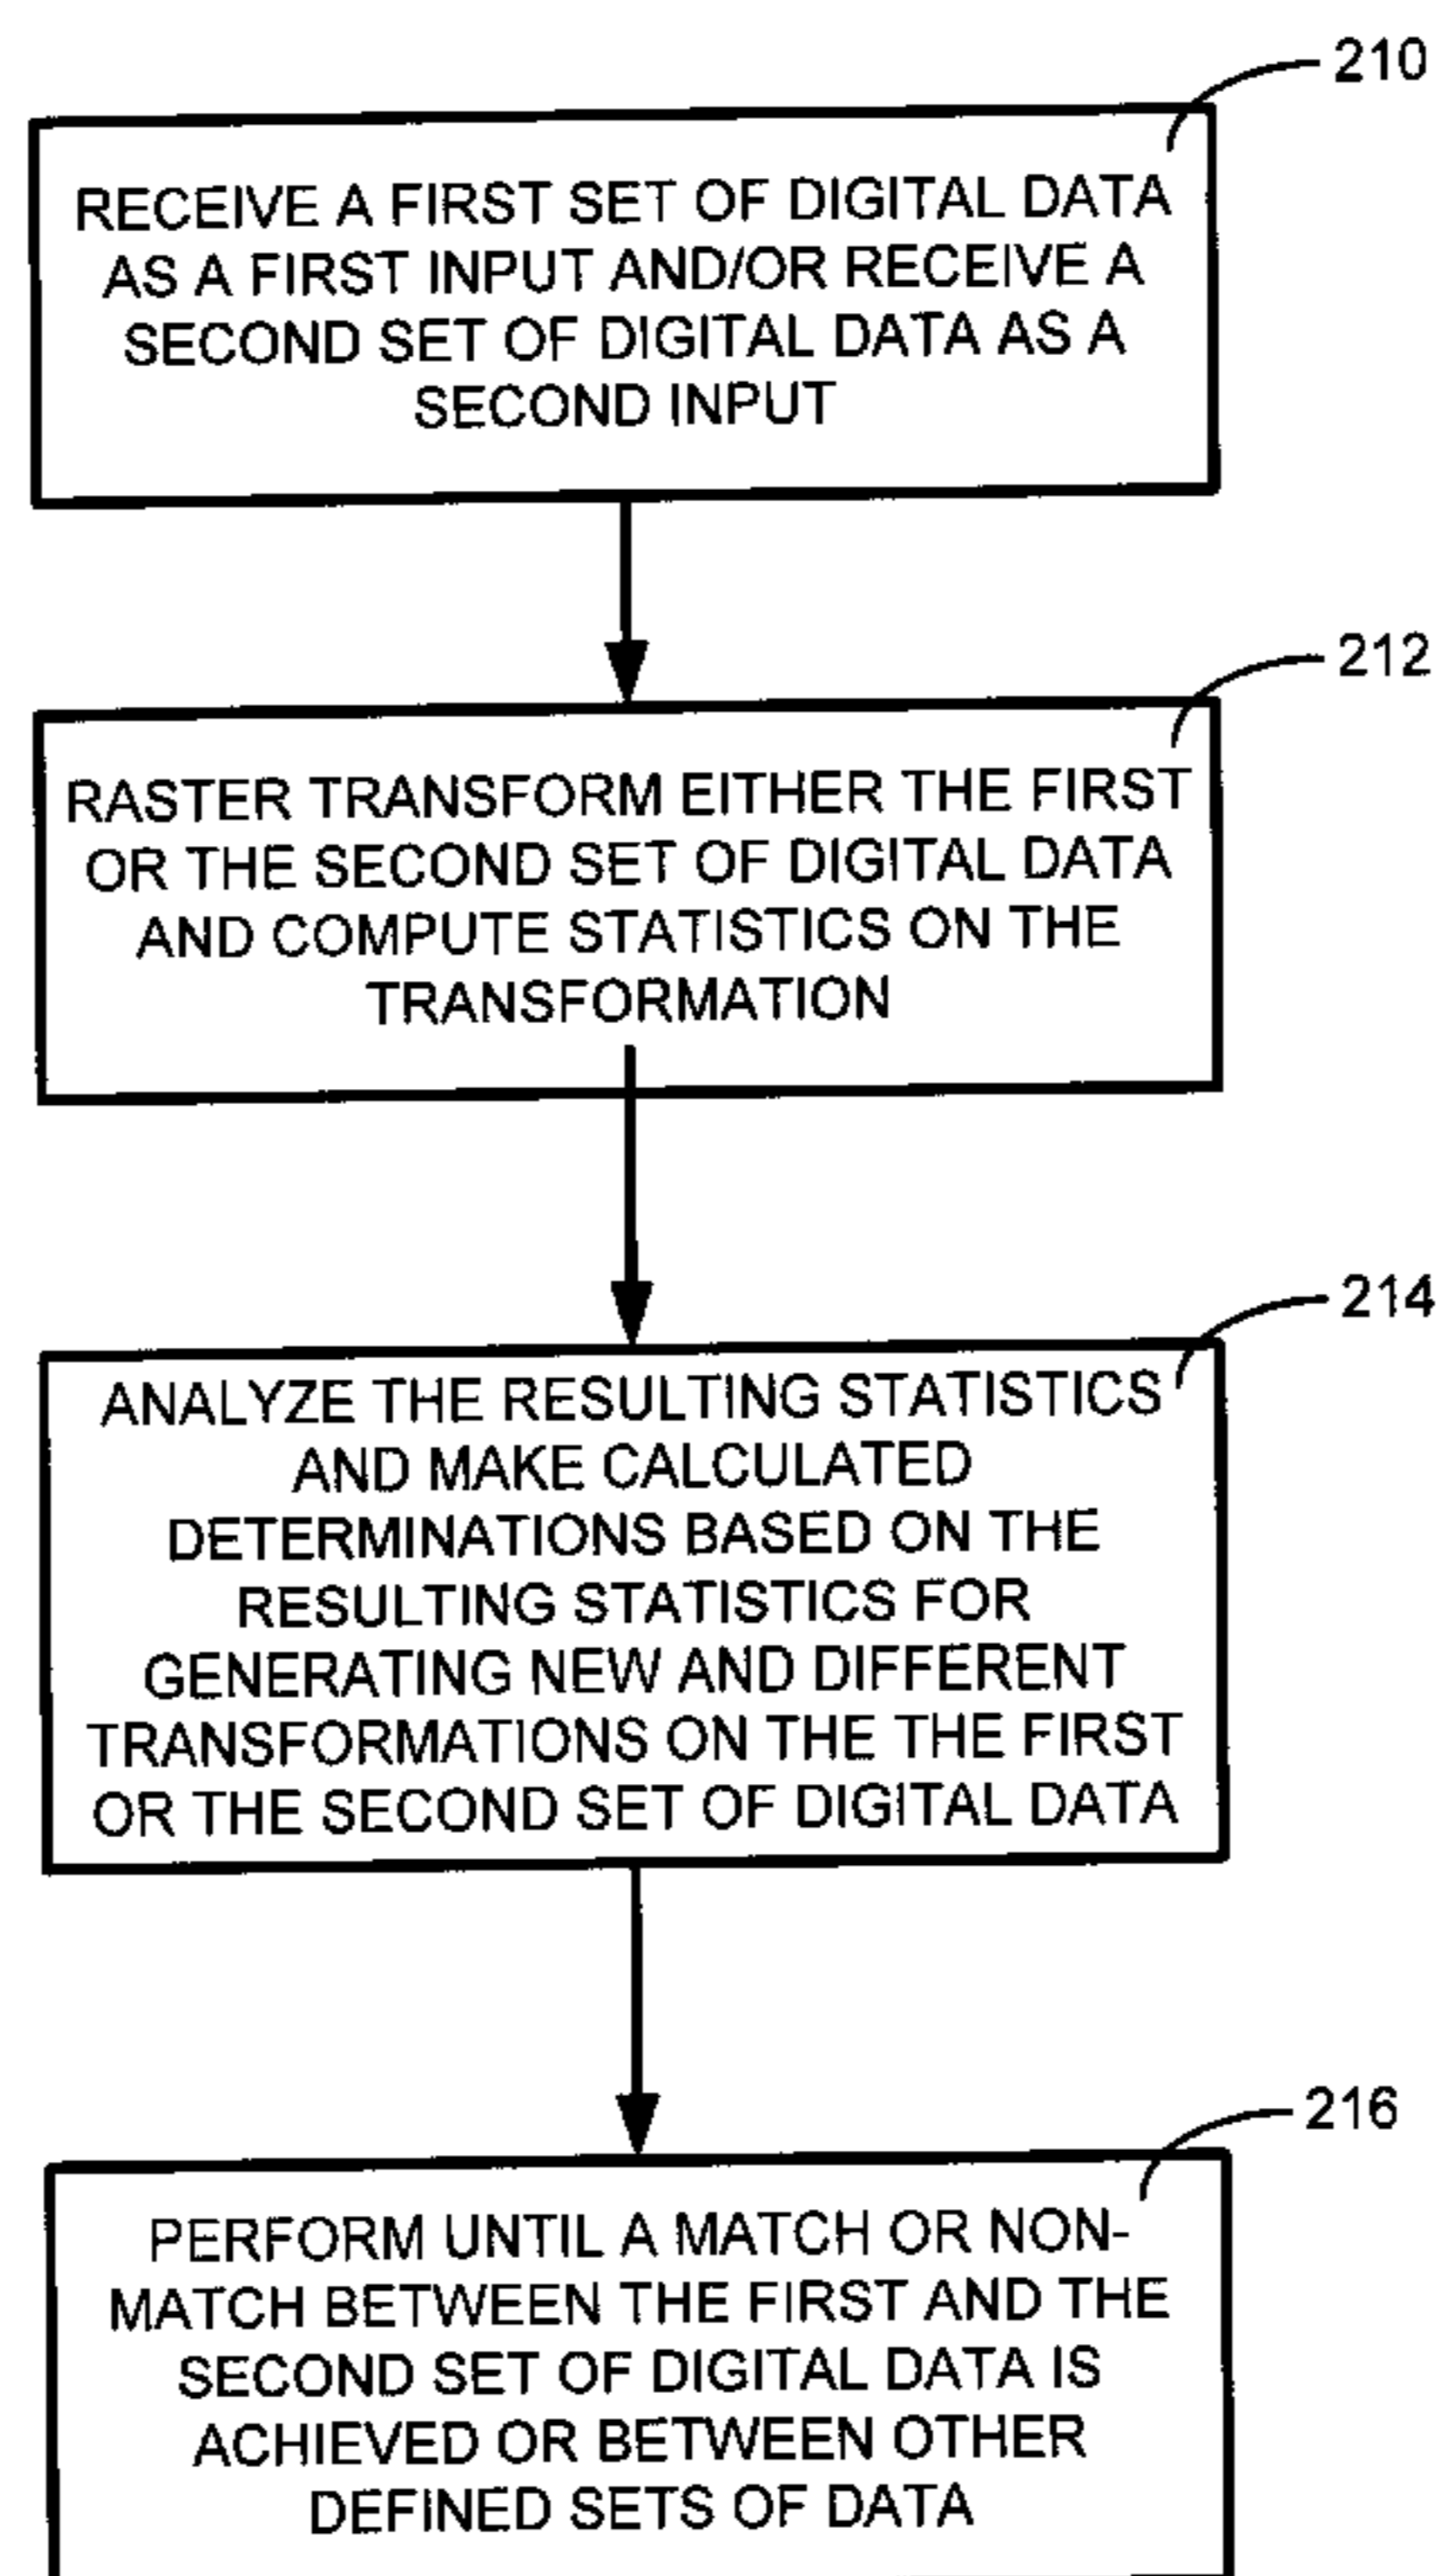 210
RECEIVE A FIRST SET OF DIGITAL DATA
AS A FIRST INPUT AND/OR RECEIVE A
SECOND SET OF DIGITAL DATA AS A
SECOND INPUT
212
RASTER TRANSFORM EITHER THE FIRST
OR THE SECOND SET OF DIGITAL DATA
AND COMPUTE STATISTICS ON THE
TRANSFORMATION
214
ANALYZE THE RESULTING STATISTICS
AND MAKE CALCULATED
DETERMINATIONS BASED ON THE
RESULTING STATISTICS FOR
GENERATING NEW AND DIFFERENT
TRANSFORMATIONS ON THE THE FIRST
OR THE SECOND SET OF DIGITAL DATA
216
PERFORM UNTIL A MATCH OR NON-
MATCH BETWEEN THE FIRST AND THE
SECOND SET OF DIGITAL DATA IS
ACHIEVED OR BETWEEN OTHER
DEFINED SETS OF DATA